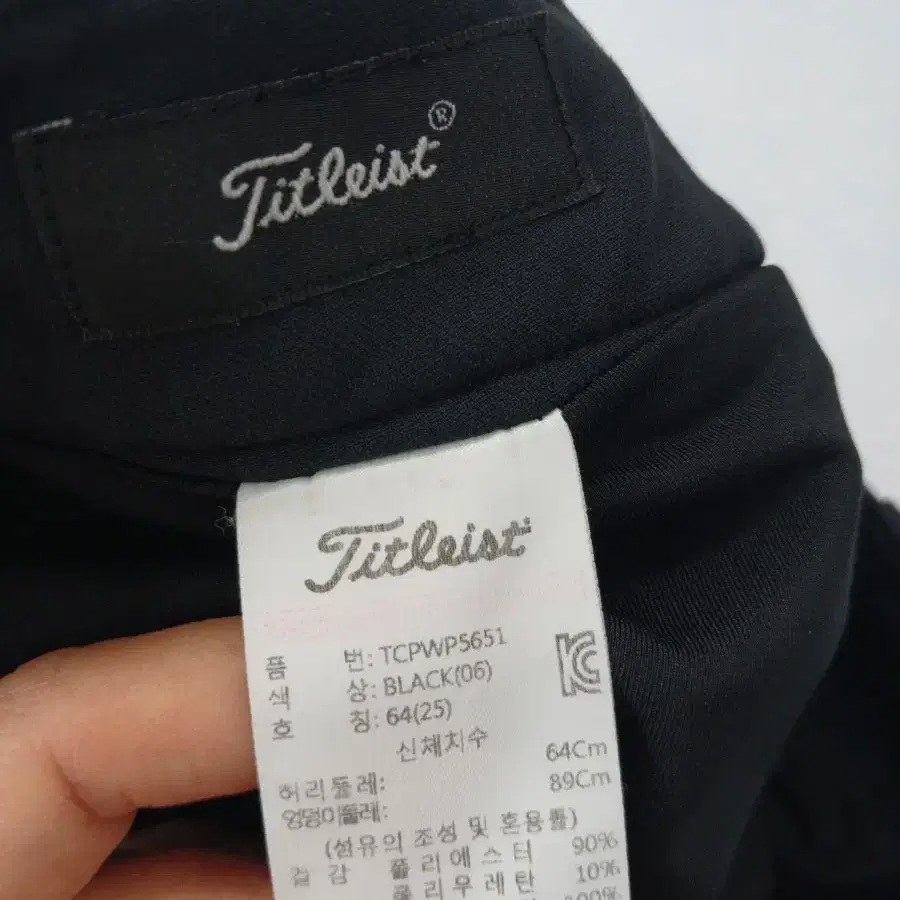 Titleist®
Titleist
품 번: TCPWP5651
색 상: BLACK(06)
호 칭: 64(25)
신체치수
허리둘레: 64Cm
엉덩이둘레: 89Cm
(섬유의 조성 및 혼용률)
겉 감 폴리에스터 90%
폴리우레탄 10%
100%